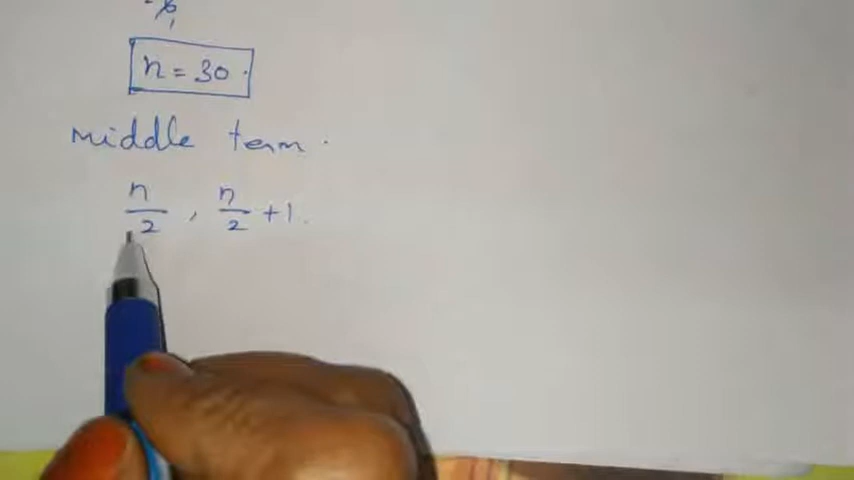 n = 30.
middle term.
n/2, n/2 + 1.